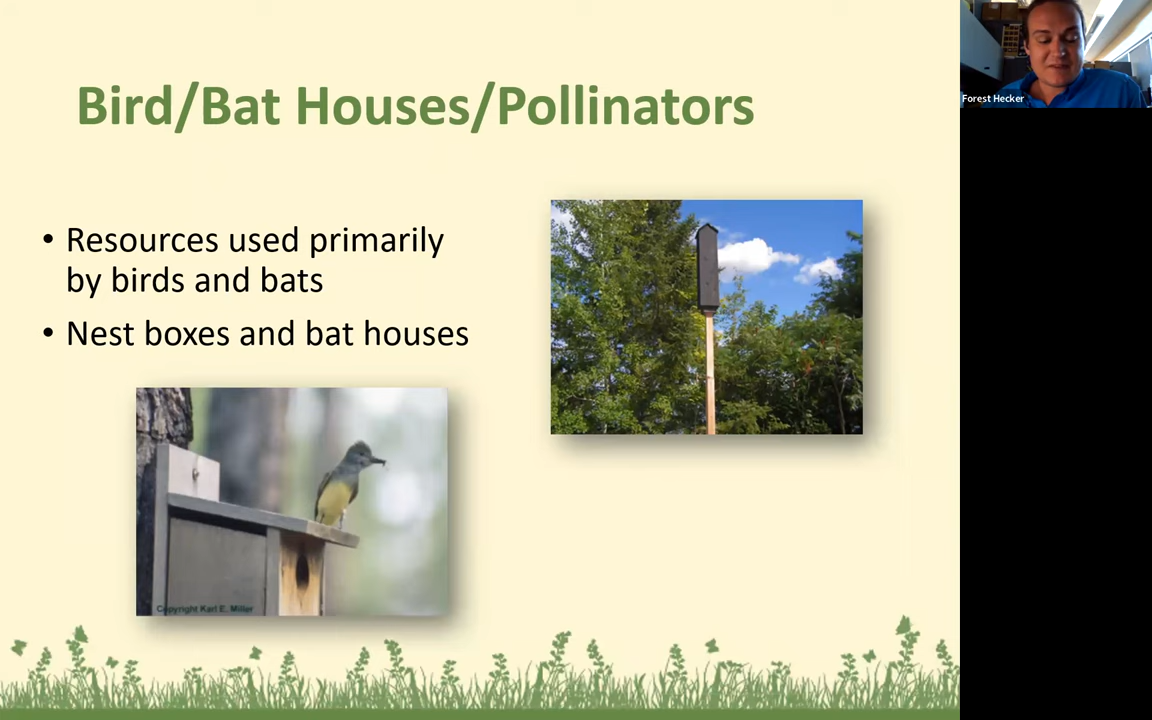 Bird/Bat Houses/Pollinators
• Resources used primarily
by birds and bats
• Nest boxes and bat houses
Copyright Karl E. Miller
Forest Hecker